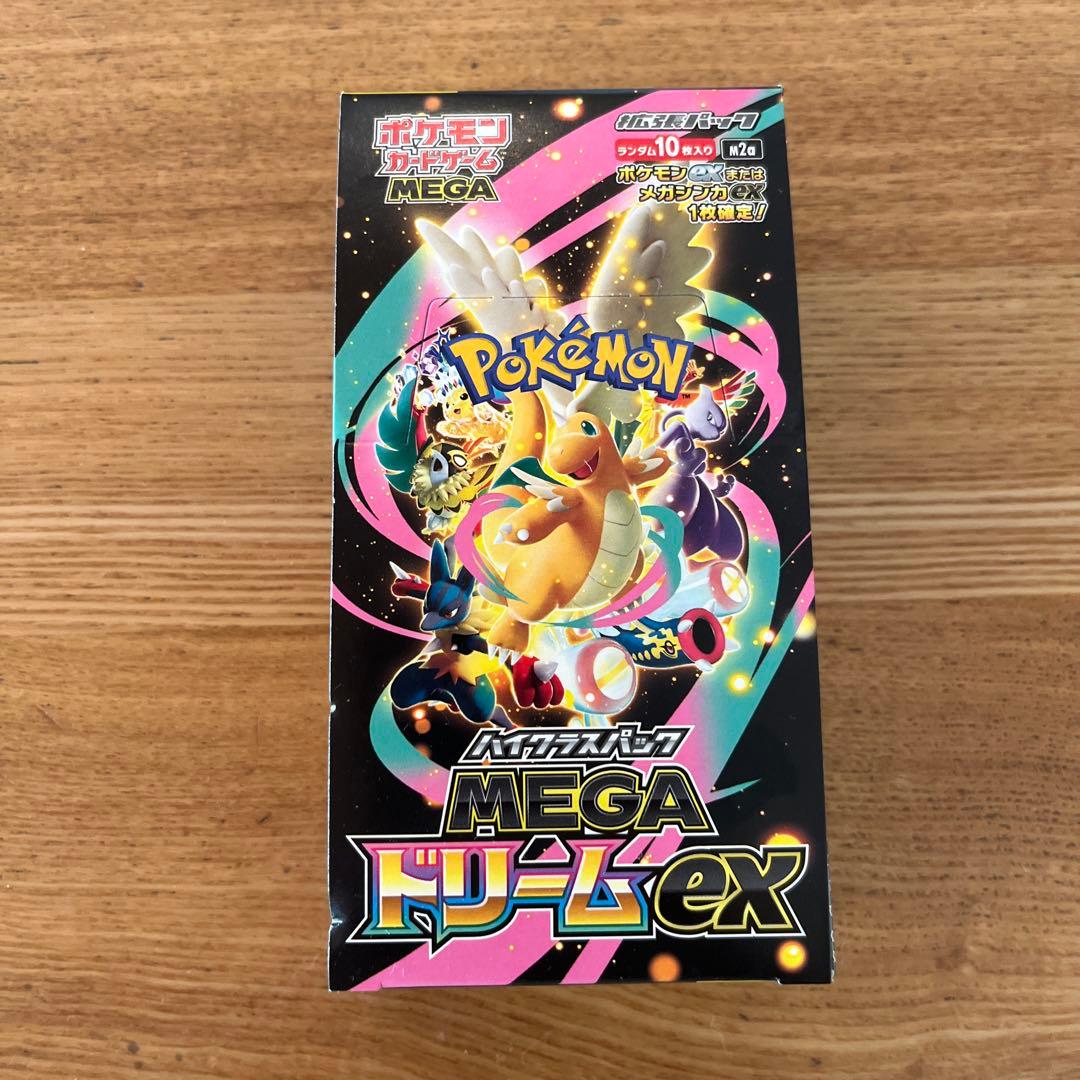 ポケモン
カードゲーム
MEGA
拡張パック
ランダム10枚入り M2a
ポケモンexまたは
メガシンカex
1枚確定！
POKéMON
TM
ハイクラスパック
MEGA
ドリームex